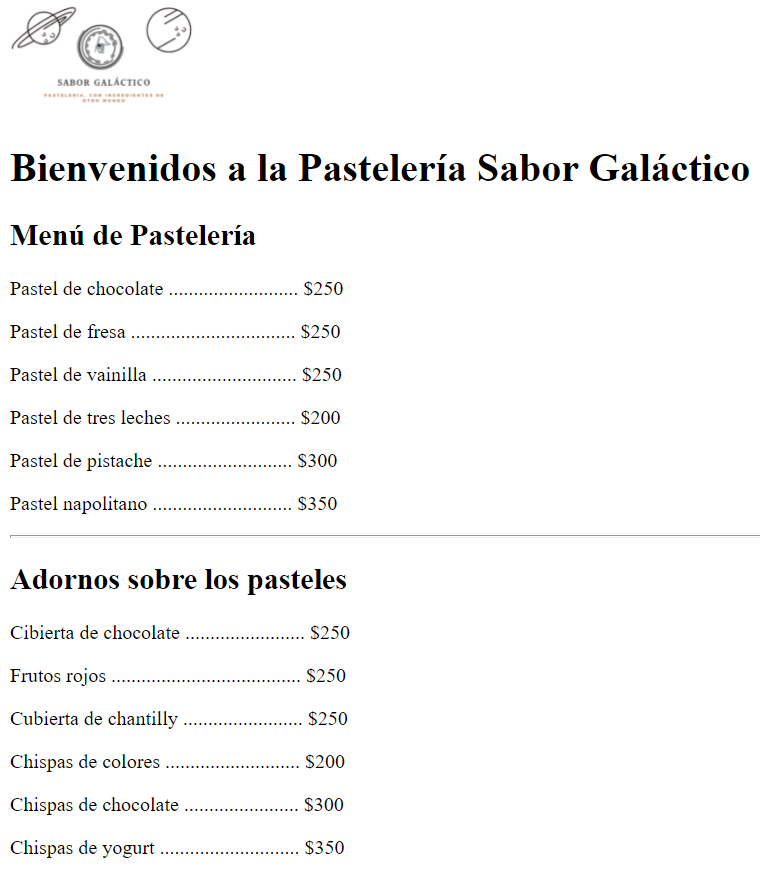 SABOR GALÁCTICO
PASTELERÍA, CON INGREDIENTES DE
OTRO MUNDO
Bienvenidos a la Pastelería Sabor Galáctico
Menú de Pastelería
Pastel de chocolate .......................... $250
Pastel de fresa ................................. $250
Pastel de vainilla ............................. $250
Pastel de tres leches ........................ $200
Pastel de pistache ........................... $300
Pastel napolitano ............................ $350
Adornos sobre los pasteles
Cibierta de chocolate ........................ $250
Frutos rojos ...................................... $250
Cubierta de chantilly ........................ $250
Chispas de colores ........................... $200
Chispas de chocolate ....................... $300
Chispas de yogurt ............................ $350